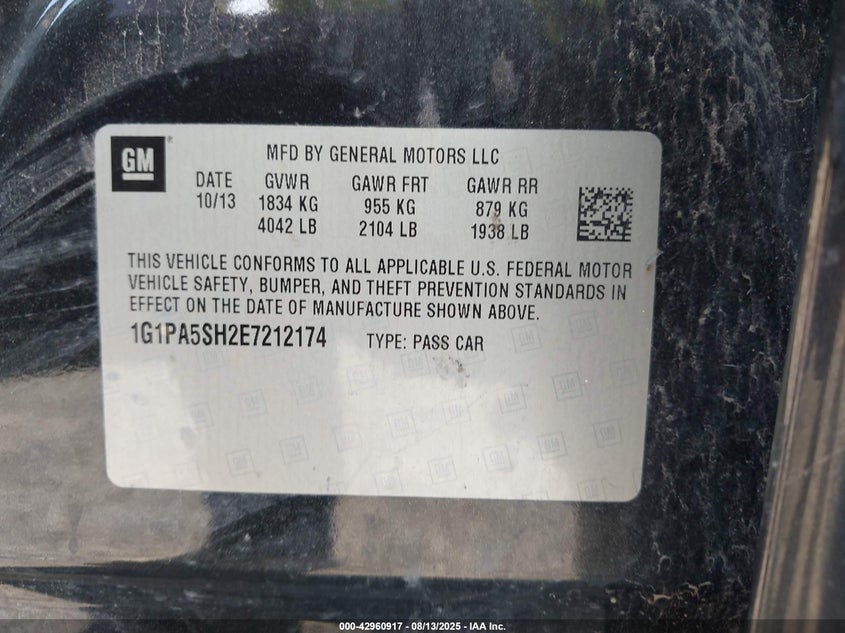 GM
MFD BY GENERAL MOTORS LLC
DATE GVWR GAWR FRT GAWR RR
10/13 1834 KG 955 KG 879 KG
4042 LB 2104 LB 1938 LB
THIS VEHICLE CONFORMS TO ALL APPLICABLE U.S. FEDERAL MOTOR
VEHICLE SAFETY, BUMPER, AND THEFT PREVENTION STANDARDS IN
EFFECT ON THE DATE OF MANUFACTURE SHOWN ABOVE.
1G1PA5SH2E7212174 TYPE: PASS CAR
000-42960917 - 08/13/2025 - IAA Inc.